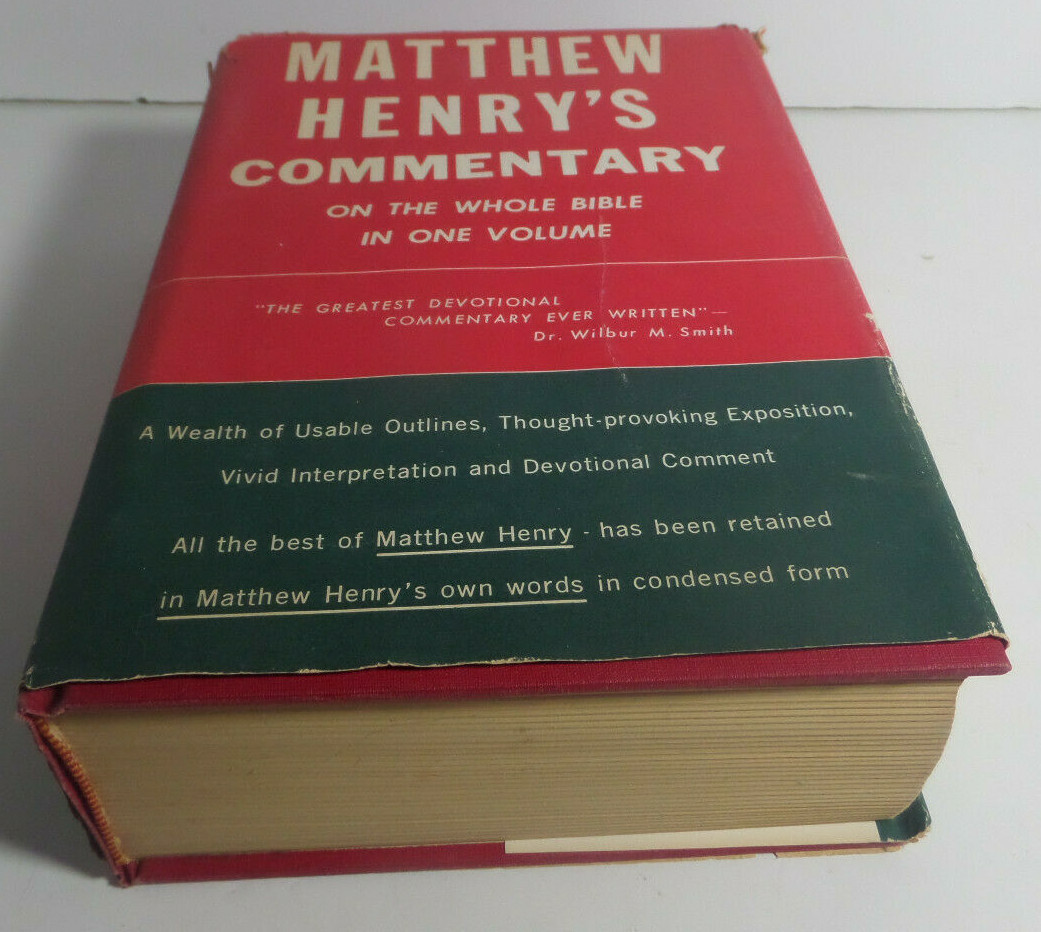 MATTHEW
HENRY'S
COMMENTARY
ON THE WHOLE BIBLE
IN ONE VOLUME
"THE GREATEST DEVOTIONAL
COMMENTARY EVER WRITTEN"—
Dr. Wilbur M. Smith
A Wealth of Usable Outlines, Thought-provoking Exposition,
Vivid Interpretation and Devotional Comment
All the best of Matthew Henry - has been retained
in Matthew Henry's own words in condensed form